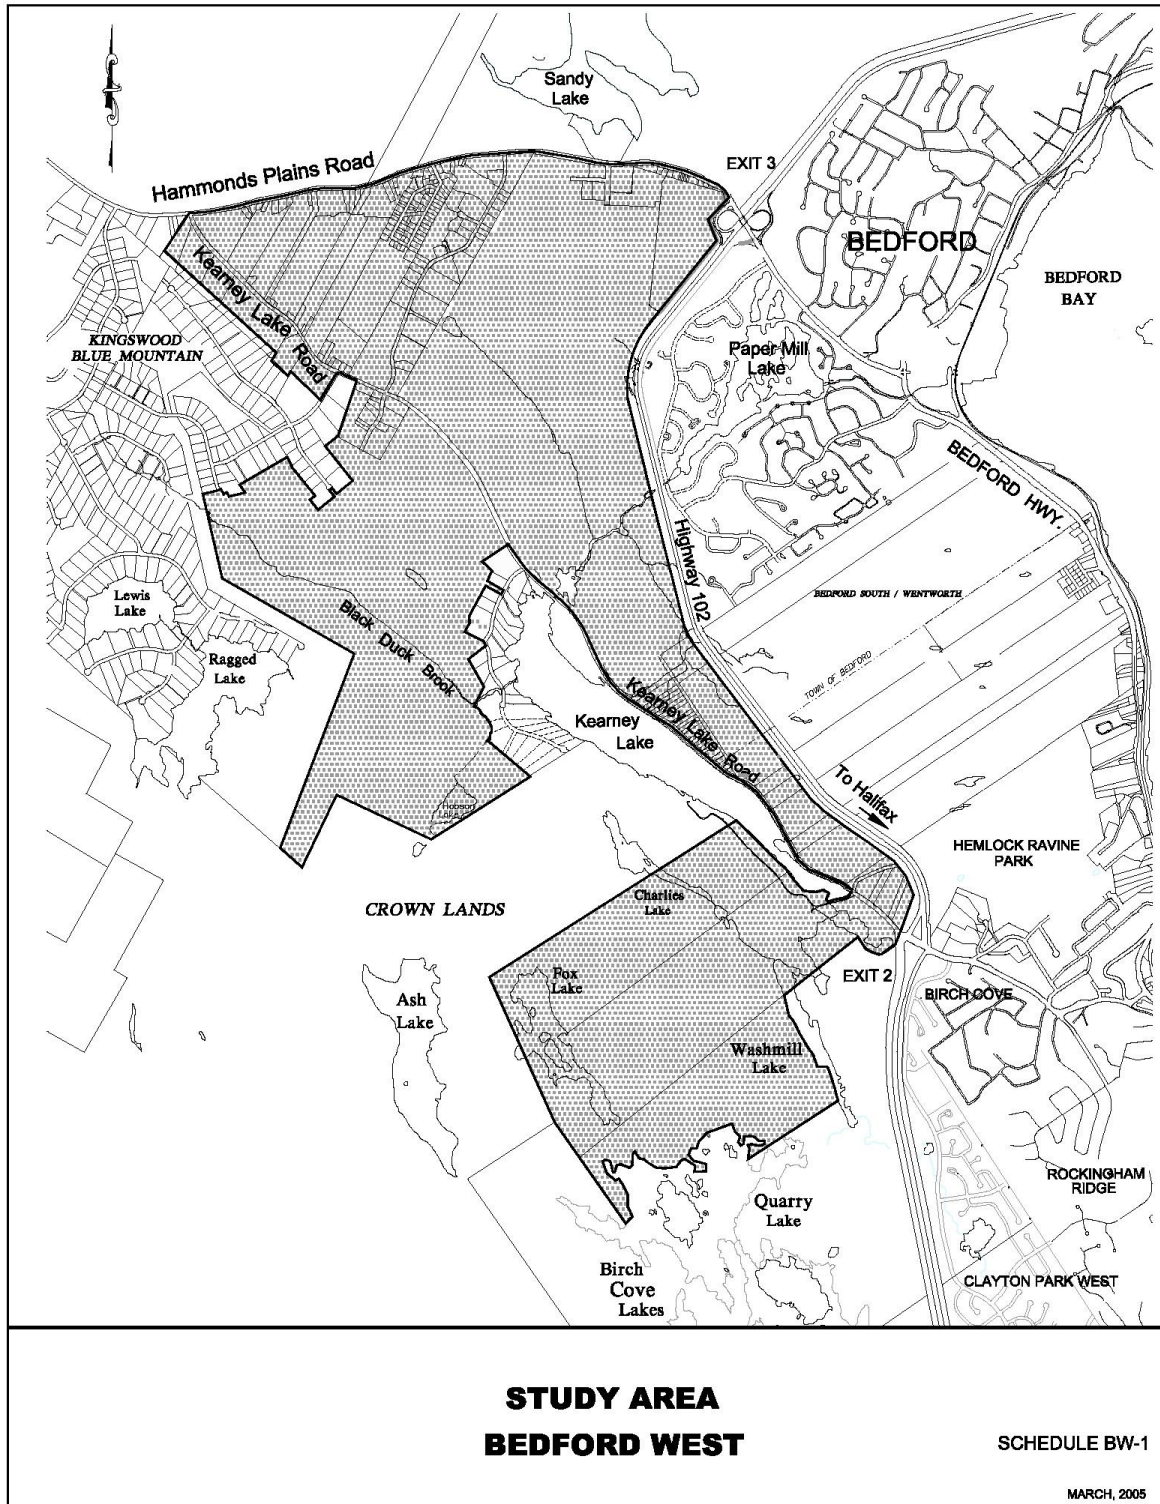 Sandy
Lake
Hammonds Plains Road
EXIT 3
BEDFORD
BEDFORD
BAY
Kearney Lake Road
KINGSWOOD
BLUE MOUNTAIN
Paper Mill
Lake
BEDFORD HWY.
Highway 102
BEDFORD SOUTH / WENTWORTH
Lewis
Lake
Black Duck Brook
Ragged
Lake
TOWN OF BEDFORD
Kearney Lake Road
Kearney
Lake
To Halifax
Hobson
Lake
HEMLOCK RAVINE
PARK
Charlies
Lake
CROWN LANDS
Fox
Lake
EXIT 2
Ash
Lake
BIRCH COVE
Washmill
Lake
ROCKINGHAM
RIDGE
Quarry
Lake
Birch
Cove
Lakes
CLAYTON PARK WEST
STUDY AREA
BEDFORD WEST
SCHEDULE BW-1
MARCH, 2005